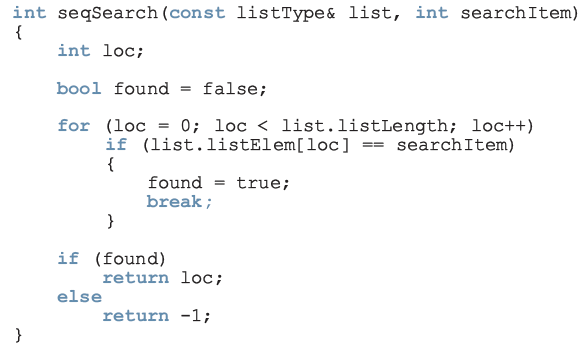 int seqSearch(const listType& list, int searchItem)
{
    int loc;

    bool found = false;

    for (loc = 0; loc < list.listLength; loc++)
        if (list.listElem[loc] == searchItem)
        {
            found = true;
            break;
        }

    if (found)
        return loc;
    else
        return -1;
}